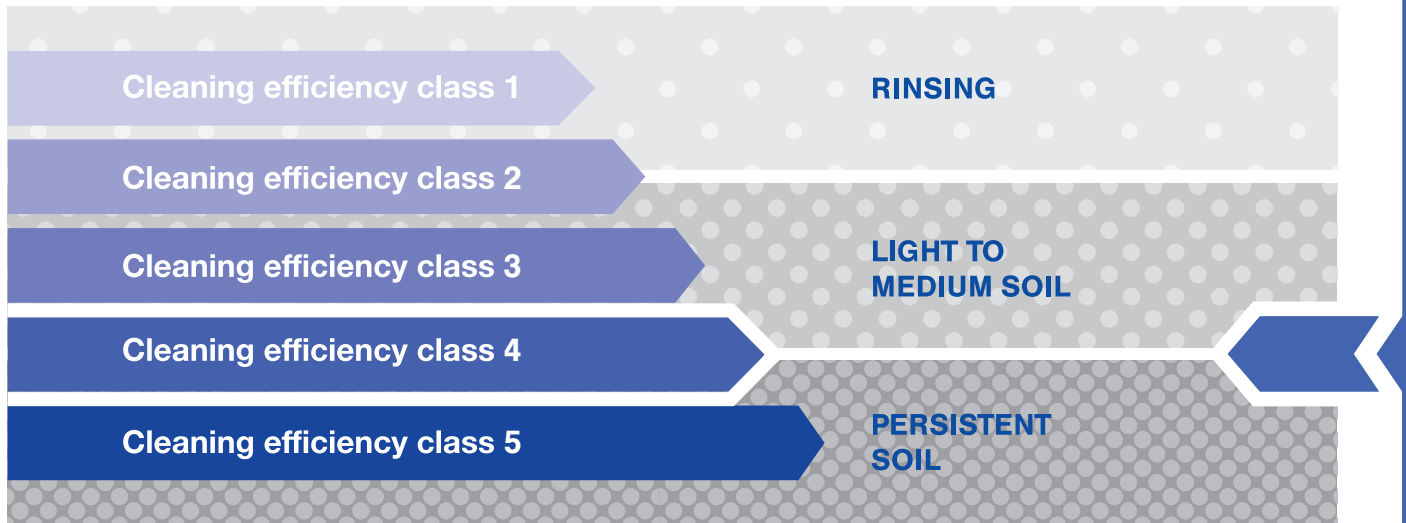 Cleaning efficiency class 1
RINSING
Cleaning efficiency class 2
Cleaning efficiency class 3
LIGHT TO
MEDIUM SOIL
Cleaning efficiency class 4
Cleaning efficiency class 5
PERSISTENT
SOIL